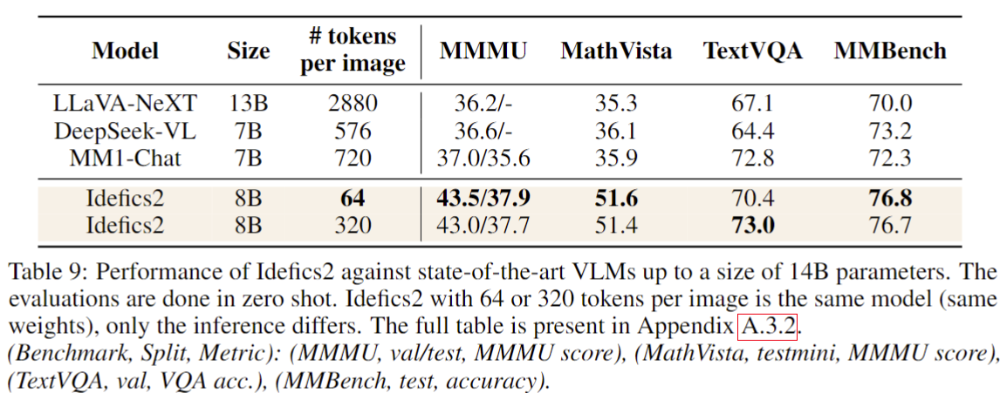 Model Size # tokens per image MMMU MathVista TextVQA MMBench
LLaVA-NeXT 13B 2880 36.2/- 35.3 67.1 70.0
DeepSeek-VL 7B 576 36.6/- 36.1 64.4 73.2
MM1-Chat 7B 720 37.0/35.6 35.9 72.8 72.3
Idefics2 8B 64 43.5/37.9 51.6 70.4 76.8
Idefics2 8B 320 43.0/37.7 51.4 73.0 76.7
Table 9: Performance of Idefics2 against state-of-the-art VLMs up to a size of 14B parameters. The
evaluations are done in zero shot. Idefics2 with 64 or 320 tokens per image is the same model (same
weights), only the inference differs. The full table is present in Appendix A.3.2.
(Benchmark, Split, Metric): (MMMU, val/test, MMMU score), (MathVista, testmini, MMMU score),
(TextVQA, val, VQA acc.), (MMBench, test, accuracy).